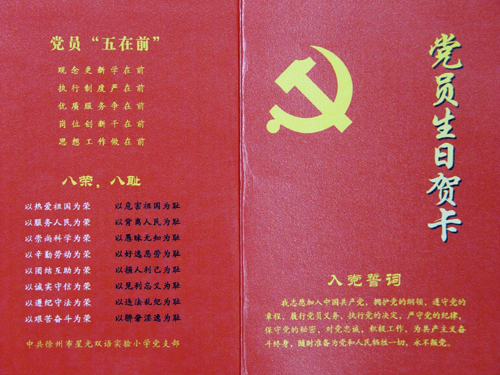 党员“五在前”
观念更新学在前
执行制度严在前
优质服务争在前
岗位创新干在前
思想工作做在前
八荣，八耻
以热爱祖国为荣 以危害祖国为耻
以服务人民为荣 以背离人民为耻
以崇尚科学为荣 以愚昧无知为耻
以辛勤劳动为荣 以好逸恶劳为耻
以团结互助为荣 以损人利己为耻
以诚实守信为荣 以见利忘义为耻
以遵纪守法为荣 以违法乱纪为耻
以艰苦奋斗为荣 以骄奢淫逸为耻
中共徐州市星光双语实验小学党支部
党员生日贺卡
入党誓词
我志愿加入中国共产党，拥护党的纲领，遵守党的
章程，履行党员义务，执行党的决定，严守党的纪律，
保守党的秘密，对党忠诚，积极工作，为共产主义奋
斗终身，随时准备为党和人民牺牲一切，永不叛党。